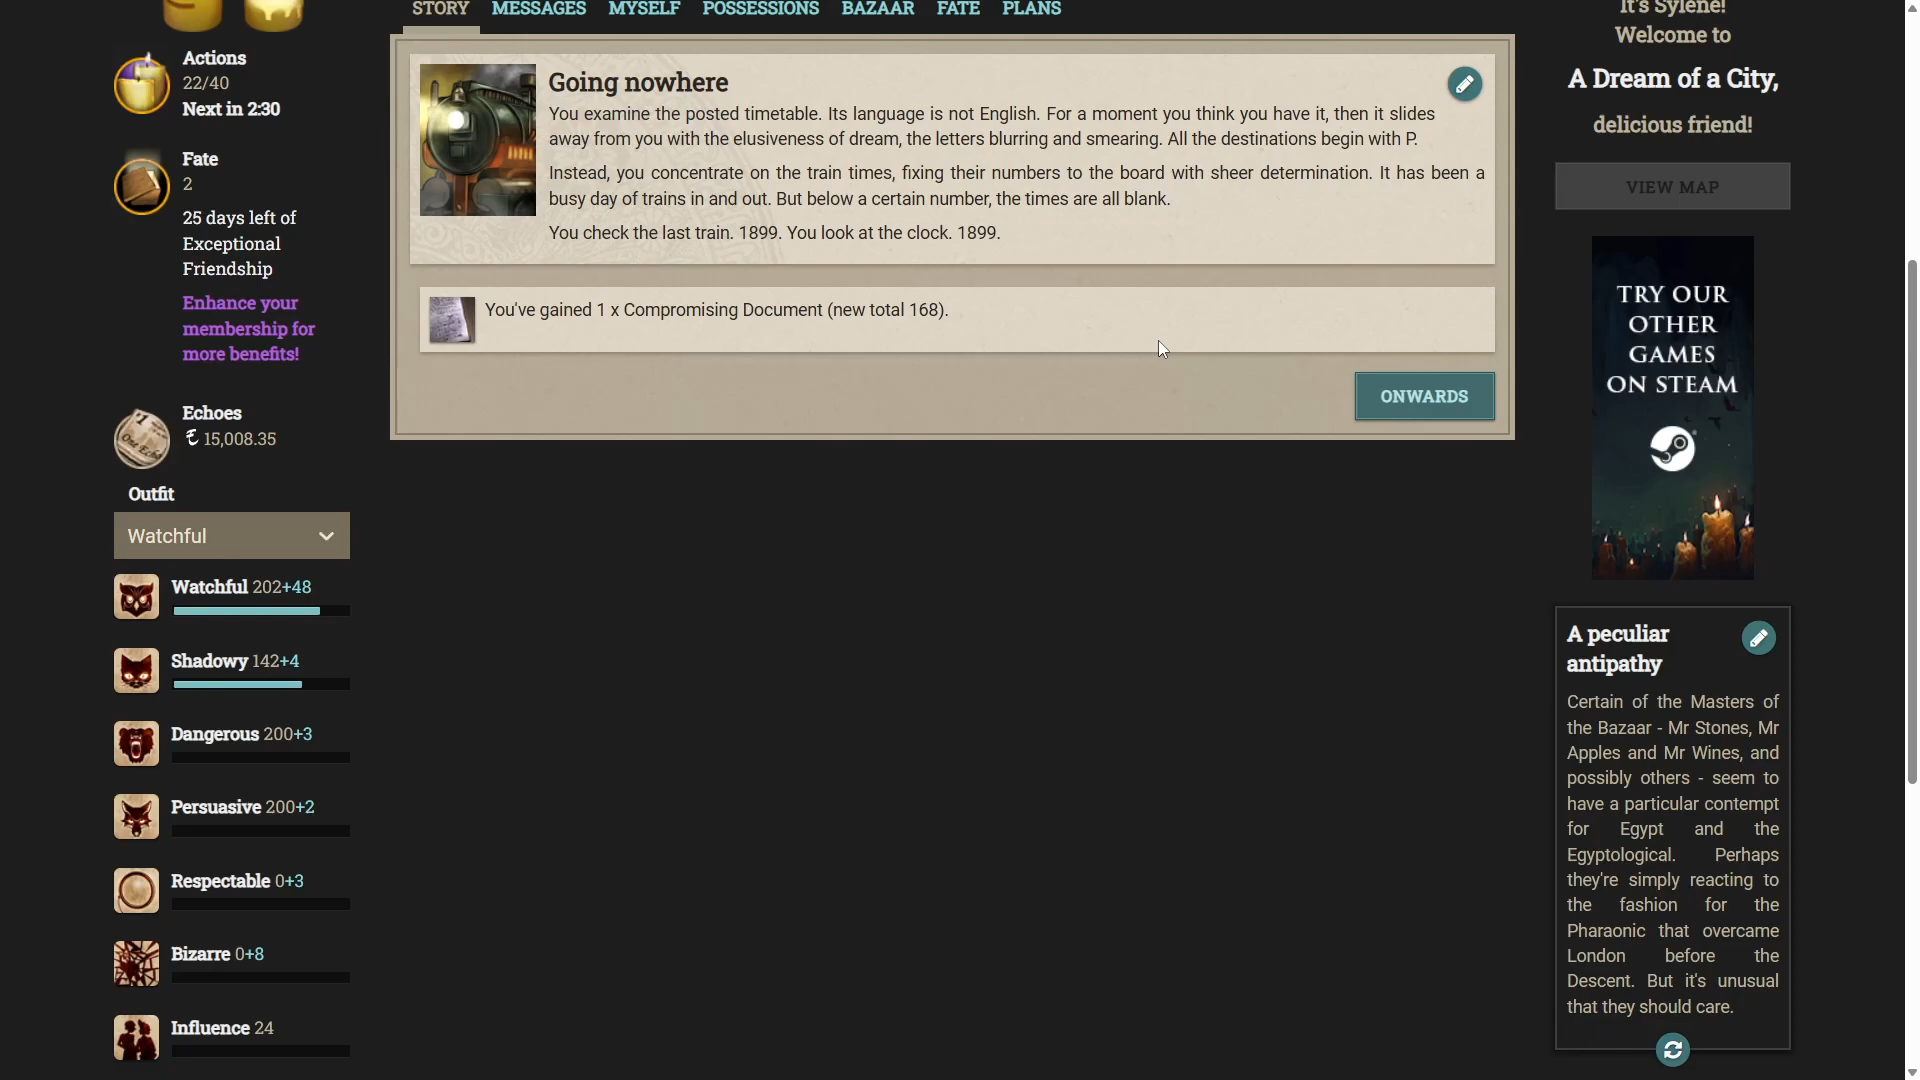 STORY MESSAGES MYSELF POSSESSIONS BAZAAR FATE PLANS
Actions
22/40
Next in 2:30
Fate
2
25 days left of
Exceptional
Friendship
Enhance your
membership for
more benefits!
Echoes
15,008.35
Outfit
Watchful
Watchful 202+48
Shadowy 142+4
Dangerous 200+3
Persuasive 200+2
Respectable 0+3
Bizarre 0+8
Influence 24
Going nowhere
You examine the posted timetable. Its language is not English. For a moment you think you have it, then it slides
away from you with the elusiveness of dream, the letters blurring and smearing. All the destinations begin with P.
Instead, you concentrate on the train times, fixing their numbers to the board with sheer determination. It has been a
busy day of trains in and out. But below a certain number, the times are all blank.
You check the last train. 1899. You look at the clock. 1899.
You've gained 1 x Compromising Document (new total 168).
ONWARDS
It's Sylene!
Welcome to
A Dream of a City,
delicious friend!
VIEW MAP
TRY OUR
OTHER
GAMES
ON STEAM
A peculiar
antipathy
Certain of the Masters of
the Bazaar - Mr Stones, Mr
Apples and Mr Wines, and
possibly others - seem to
have a particular contempt
for Egypt and the
Egyptological. Perhaps
they're simply reacting to
the fashion for the
Pharaonic that overcame
London before the
Descent. But it's unusual
that they should care.